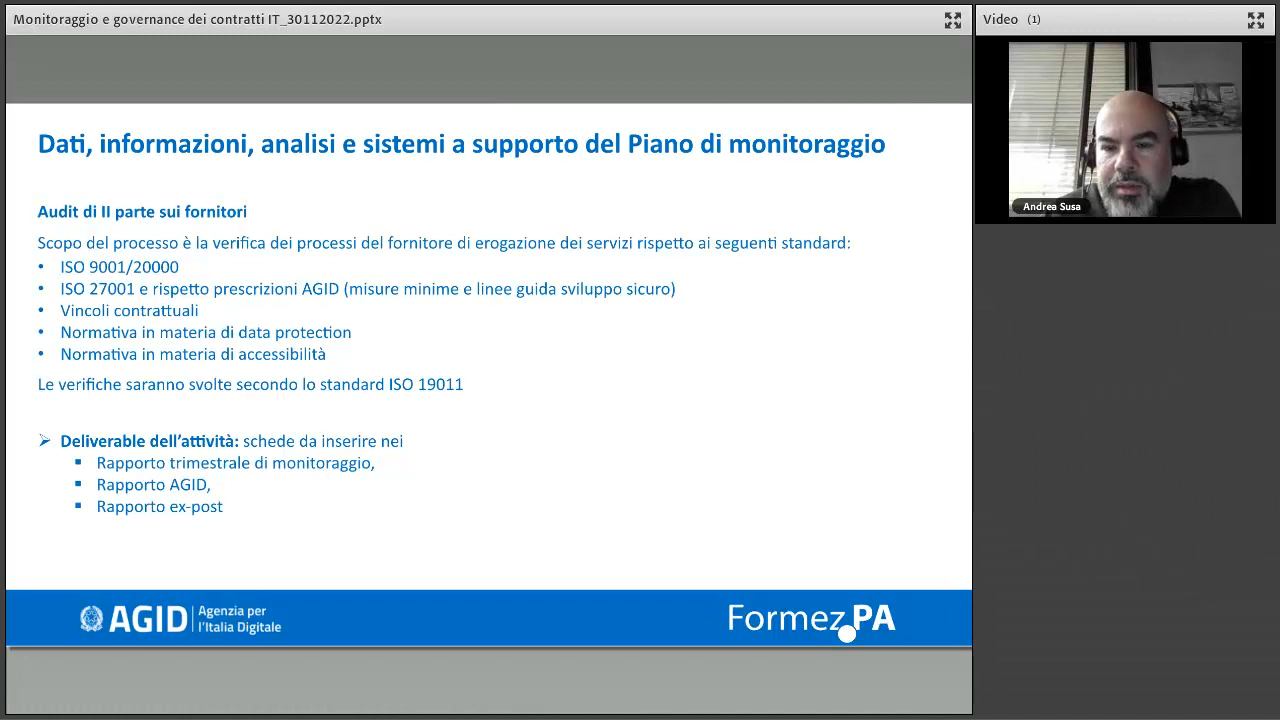 Monitoraggio e governance dei contratti IT_30112022.pptx
Video (1)
Andrea Susa
Dati, informazioni, analisi e sistemi a supporto del Piano di monitoraggio
Audit di II parte sui fornitori
Scopo del processo è la verifica dei processi del fornitore di erogazione dei servizi rispetto ai seguenti standard:
• ISO 9001/20000
• ISO 27001 e rispetto prescrizioni AGID (misure minime e linee guida sviluppo sicuro)
• Vincoli contrattuali
• Normativa in materia di data protection
• Normativa in materia di accessibilità
Le verifiche saranno svolte secondo lo standard ISO 19011
➢ Deliverable dell'attività: schede da inserire nei
▪ Rapporto trimestrale di monitoraggio,
▪ Rapporto AGID,
▪ Rapporto ex-post
AGID
Agenzia per
l'Italia Digitale
Formez PA